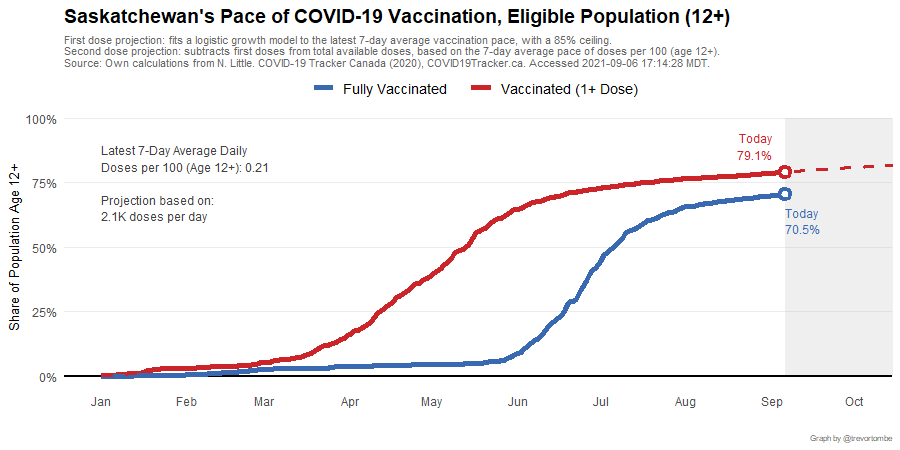 Saskatchewan's Pace of COVID-19 Vaccination, Eligible Population (12+)
First dose projection: fits a logistic growth model to the latest 7-day average vaccination pace, with a 85% ceiling.
Second dose projection: subtracts first doses from total available doses, based on the 7-day average pace of doses per 100 (age 12+).
Source: Own calculations from N. Little. COVID-19 Tracker Canada (2020), COVID19Tracker.ca. Accessed 2021-09-06 17:14:28 MDT.
Fully Vaccinated
Vaccinated (1+ Dose)
Share of Population Age 12+
100%
75%
50%
25%
0%
Latest 7-Day Average Daily
Doses per 100 (Age 12+): 0.21
Projection based on:
2.1K doses per day
Today
79.1%
Today
70.5%
Jan Feb Mar Apr May Jun Jul Aug Sep Oct
Graph by @trevortombe